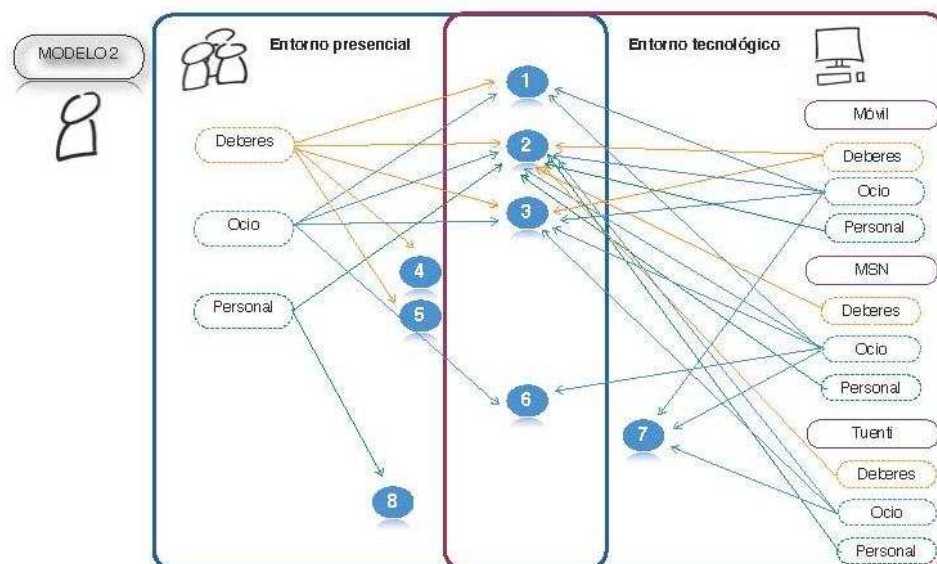 MODELO 2
Entorno presencial
Entorno tecnológico
Deberes
Ocio
Personal
1
2
3
4
5
6
7
8
Móvil
Deberes
Ocio
Personal
MSN
Deberes
Ocio
Personal
Tuenti
Deberes
Ocio
Personal